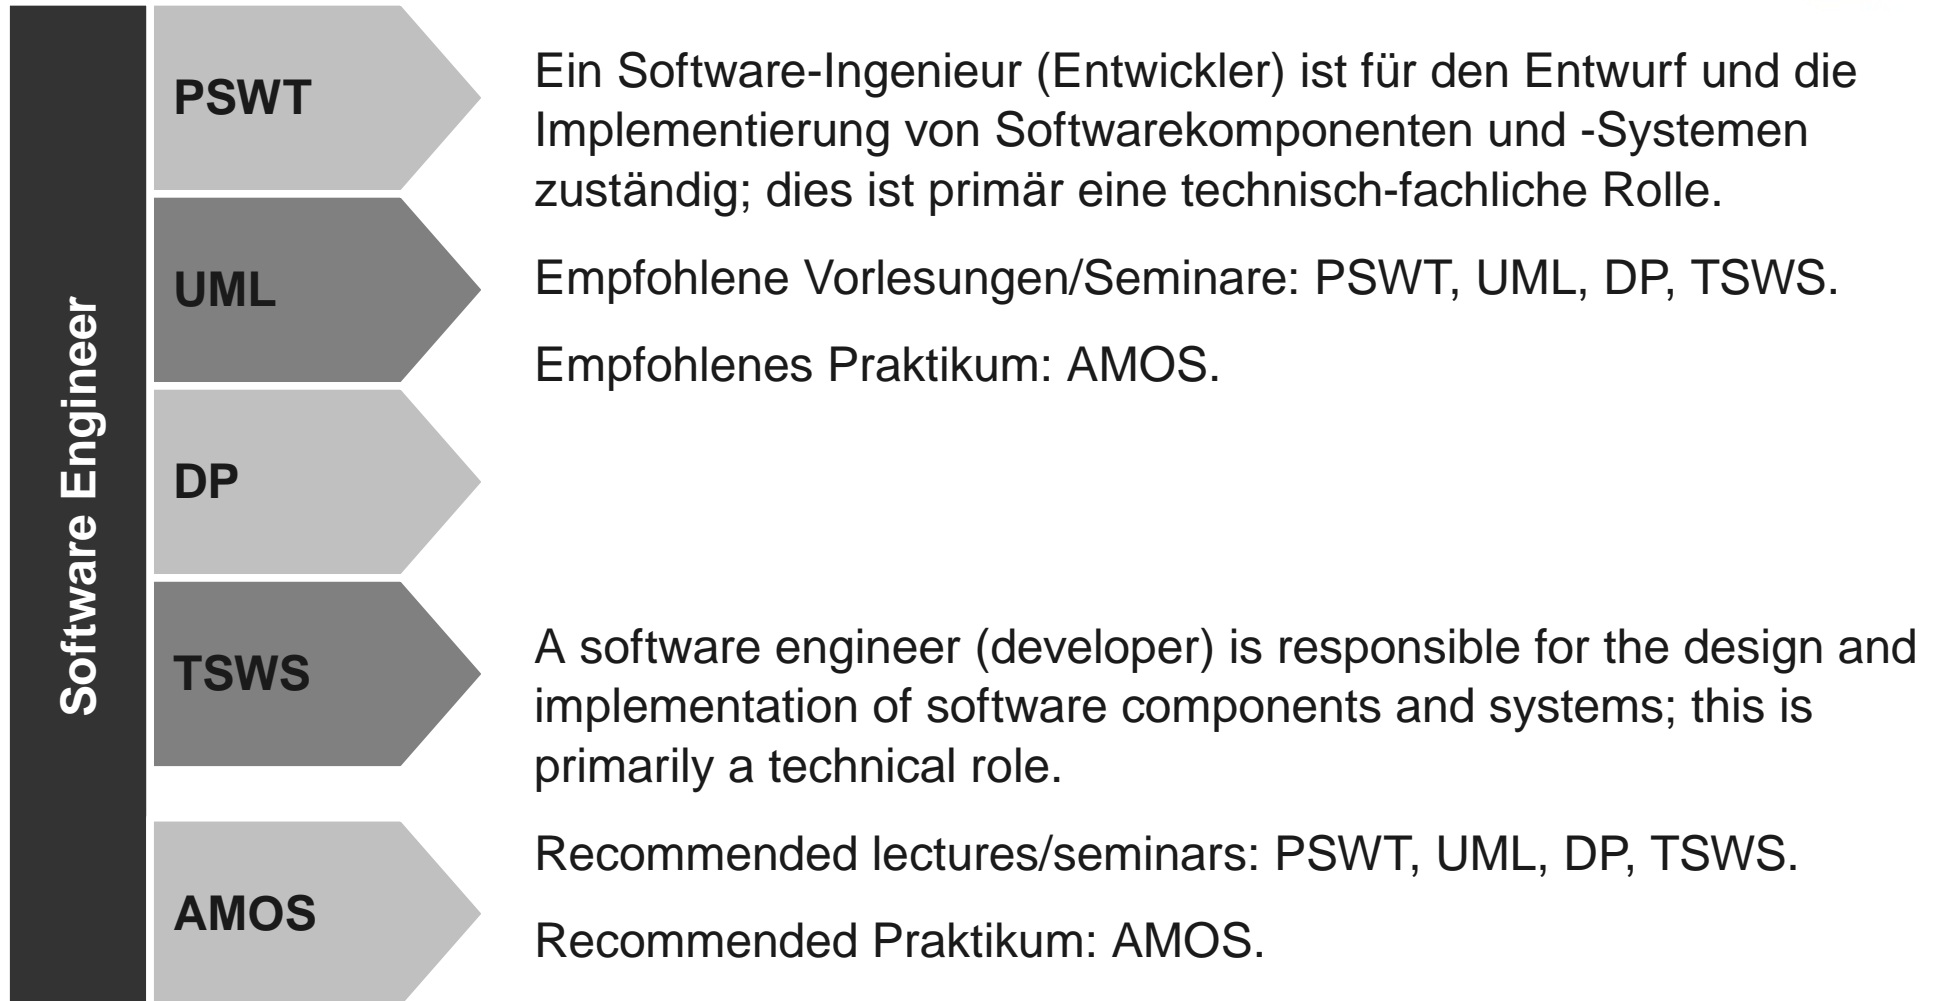 Software Engineer
PSWT
UML
DP
TSWS
AMOS
Ein Software-Ingenieur (Entwickler) ist für den Entwurf und die
Implementierung von Softwarekomponenten und -Systemen
zuständig; dies ist primär eine technisch-fachliche Rolle.
Empfohlene Vorlesungen/Seminare: PSWT, UML, DP, TSWS.
Empfohlenes Praktikum: AMOS.
A software engineer (developer) is responsible for the design and
implementation of software components and systems; this is
primarily a technical role.
Recommended lectures/seminars: PSWT, UML, DP, TSWS.
Recommended Praktikum: AMOS.